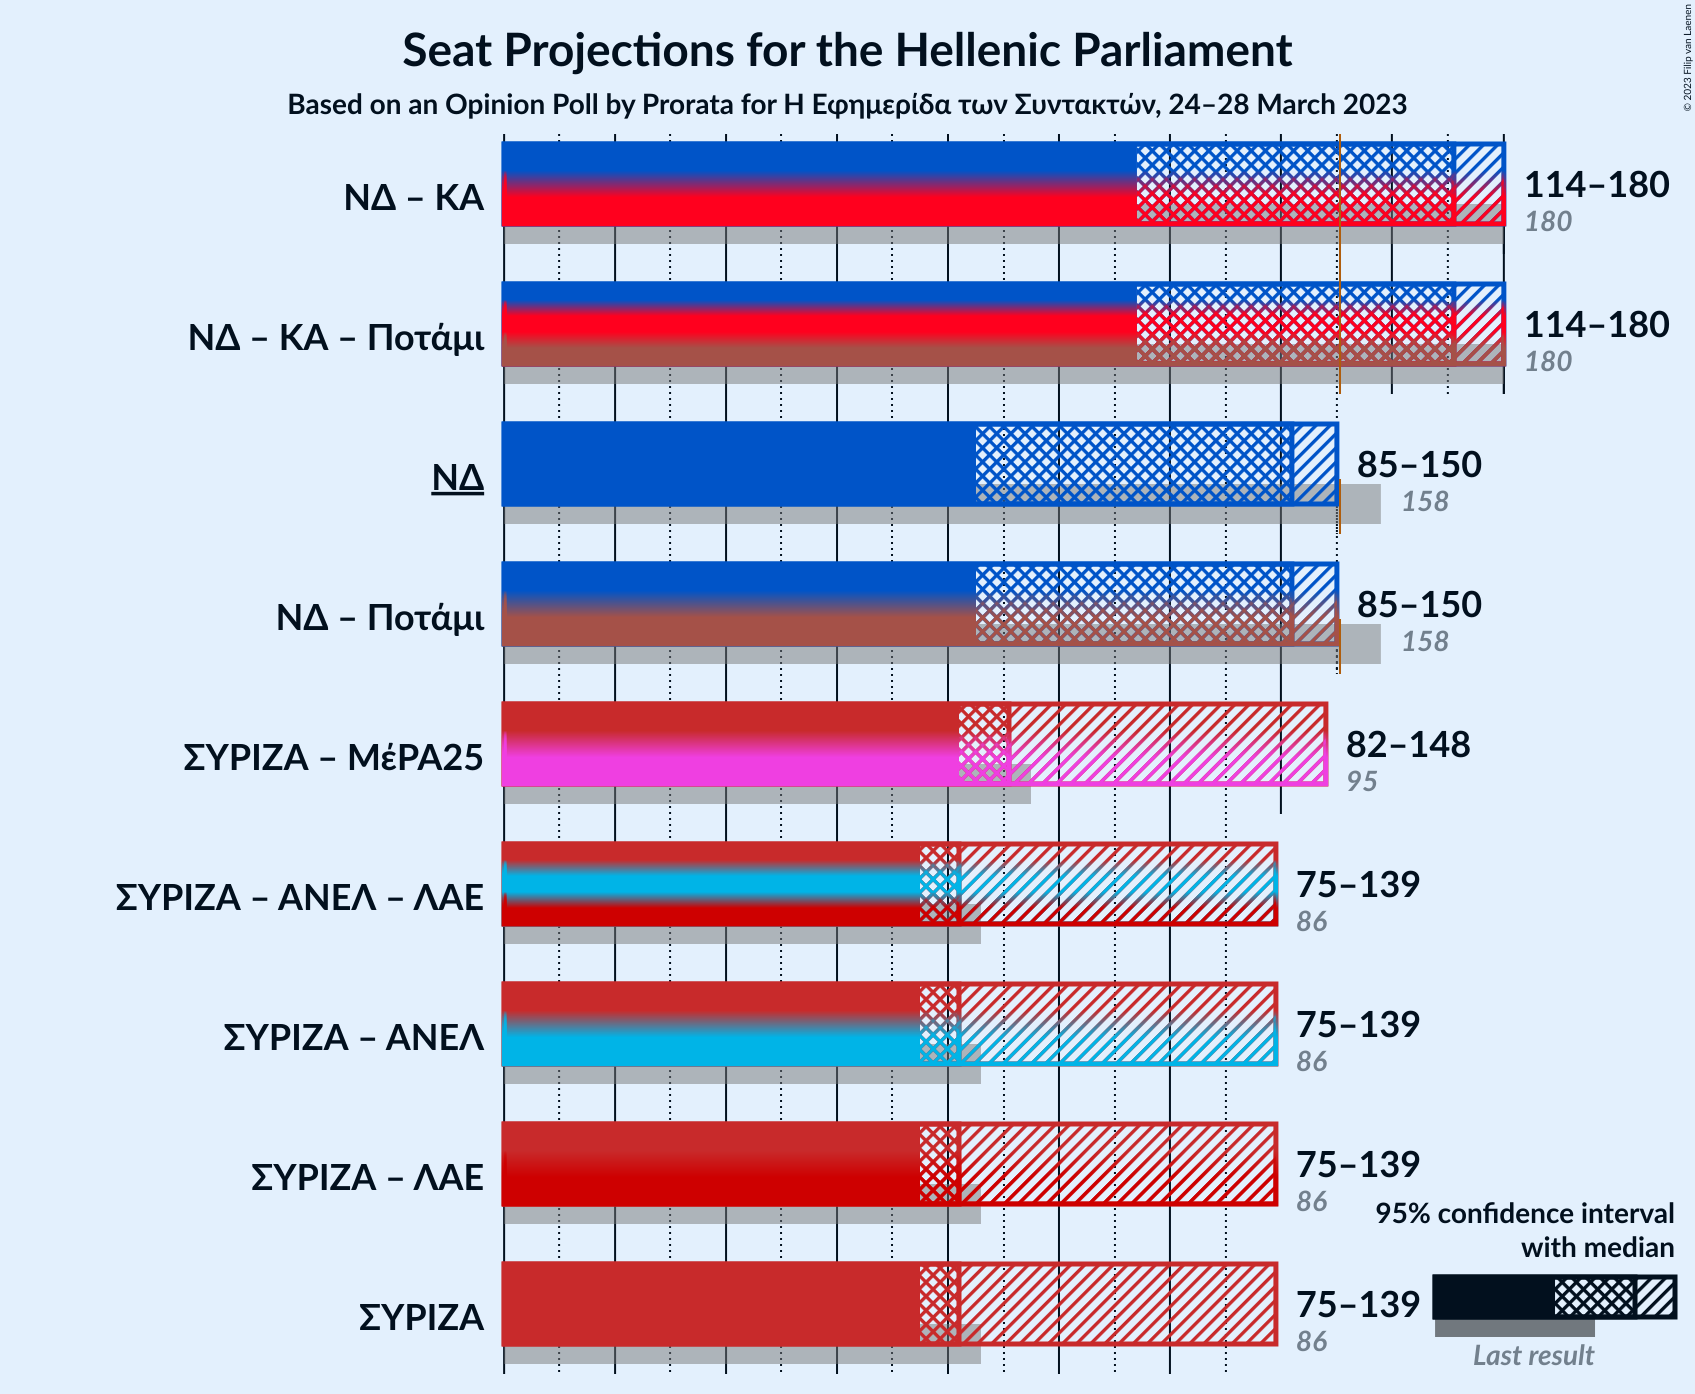 Seat Projections for the Hellenic Parliament
Based on an Opinion Poll by Prorata for Η Εφημερίδα των Συντακτών, 24–28 March 2023
© 2023 Filip van Laenen
ΝΔ – ΚΑ
114–180
180
ΝΔ – ΚΑ – Ποτάμι
114–180
180
ΝΔ
85–150
158
ΝΔ – Ποτάμι
85–150
158
ΣΥΡΙΖΑ – ΜέΡΑ25
82–148
95
ΣΥΡΙΖΑ – ΑΝΕΛ – ΛΑΕ
75–139
86
ΣΥΡΙΖΑ – ΑΝΕΛ
75–139
86
ΣΥΡΙΖΑ – ΛΑΕ
75–139
86
ΣΥΡΙΖΑ
75–139
86
95% confidence interval
with median
Last result